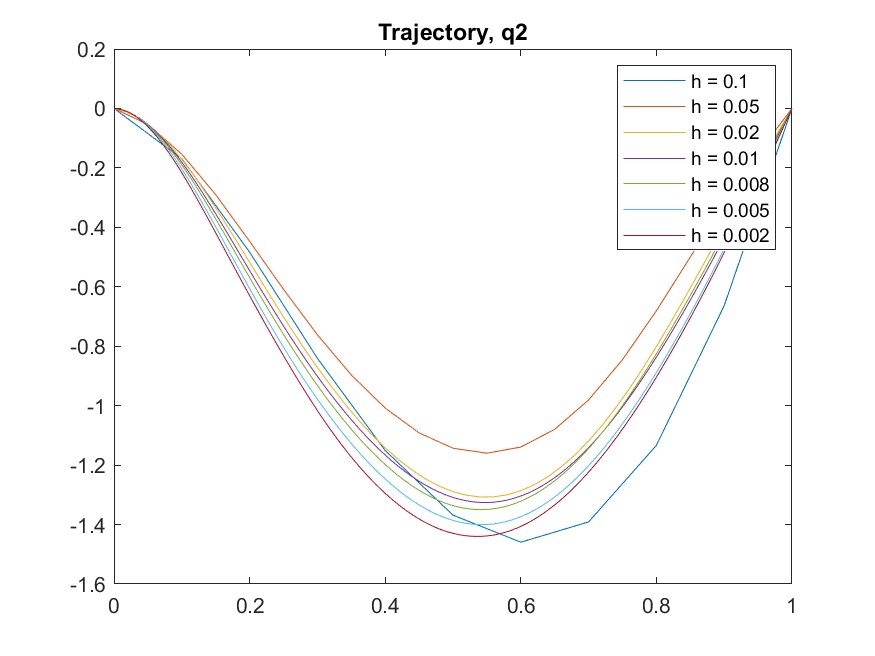 Trajectory, q2
0.2
0
-0.2
-0.4
-0.6
-0.8
-1
-1.2
-1.4
-1.6
h = 0.1
h = 0.05
h = 0.02
h = 0.01
h = 0.008
h = 0.005
h = 0.002
0 0.2 0.4 0.6 0.8 1